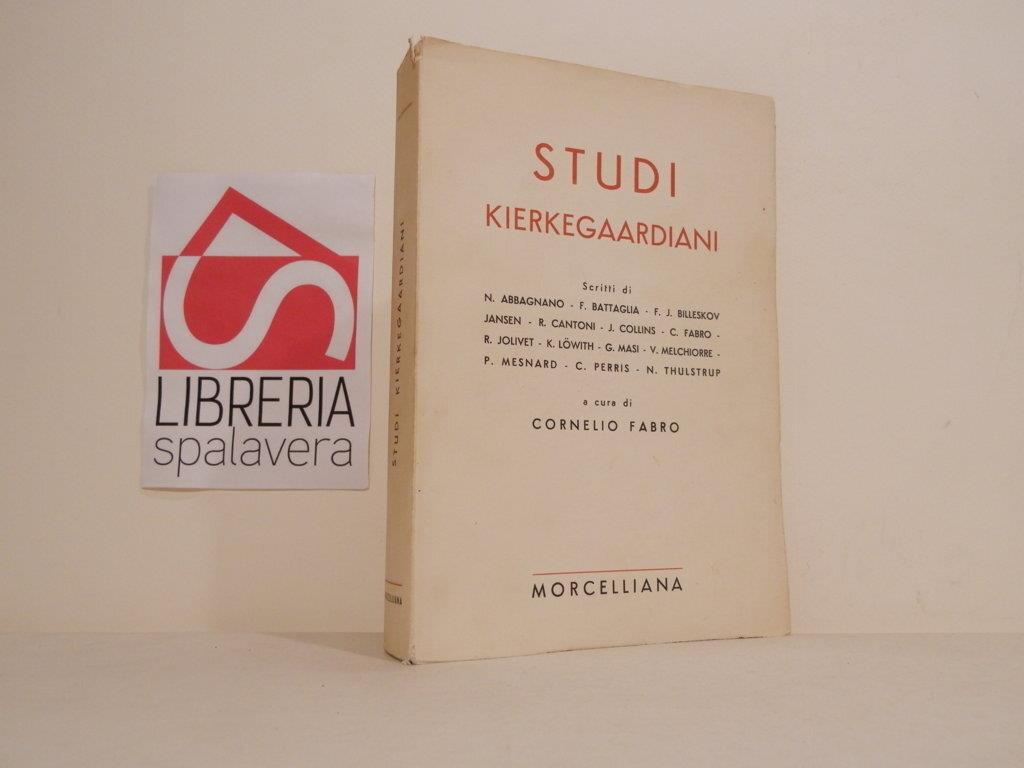 LIBRERIA
spalavera
STUDI KIERKEGAARDIANI
STUDI
KIERKEGAARDIANI
Scritti di
N. ABBAGNANO - F. BATTAGLIA - F. J. BILLESKOV
JANSEN - R. CANTONI - J. COLLINS - C. FABRO -
R. JOLIVET - K. LÖWITH - G. MASI - V. MELCHIORRE -
P. MESNARD - C. PERRIS - N. THULSTRUP
a cura di
CORNELIO FABRO
MORCELLIANA